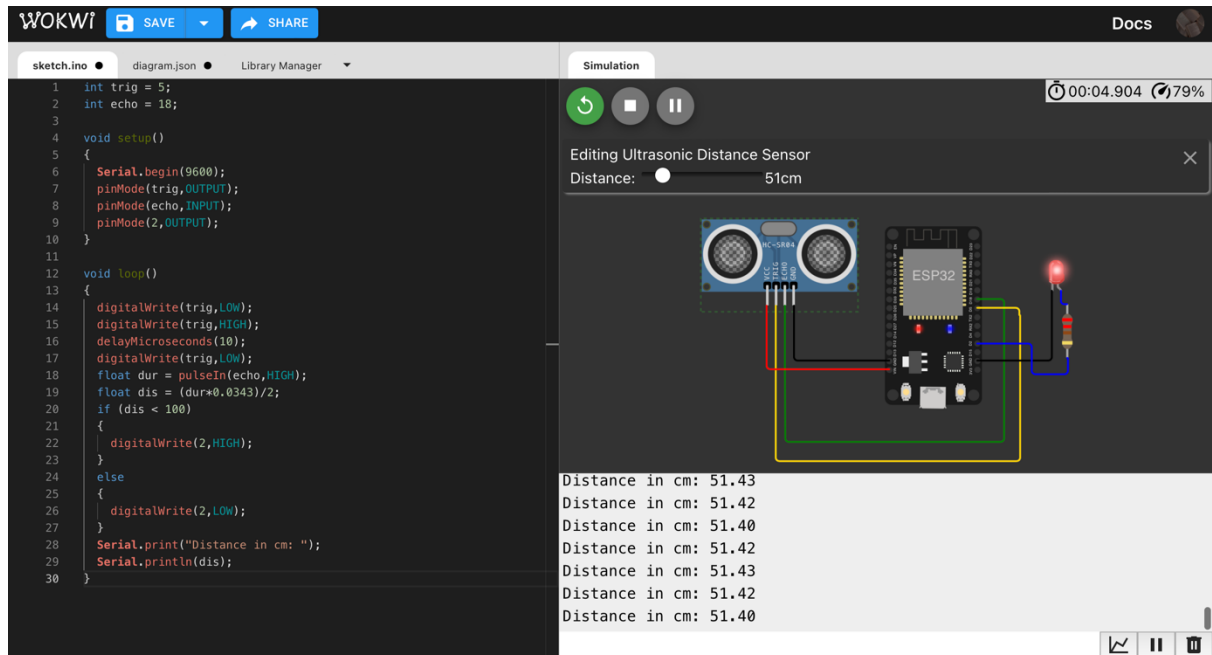 WOKWi SAVE SHARE Docs
sketch.ino diagram.json Library Manager
1 int trig = 5;
2 int echo = 18;
3
4 void setup()
5 {
6 Serial.begin(9600);
7 pinMode(trig,OUTPUT);
8 pinMode(echo,INPUT);
9 pinMode(2,OUTPUT);
10 }
11
12 void loop()
13 {
14 digitalWrite(trig,LOW);
15 digitalWrite(trig,HIGH);
16 delayMicroseconds(10);
17 digitalWrite(trig,LOW);
18 float dur = pulseIn(echo,HIGH);
19 float dis = (dur*0.0343)/2;
20 if (dis < 100)
21 {
22 digitalWrite(2,HIGH);
23 }
24 else
25 {
26 digitalWrite(2,LOW);
27 }
28 Serial.print("Distance in cm: ");
29 Serial.println(dis);
30 }
Simulation
00:04.904 79%
Editing Ultrasonic Distance Sensor
Distance: 51cm
HC-SR04
VCC
TRIG
ECHO
GND
ESP32
Distance in cm: 51.43
Distance in cm: 51.42
Distance in cm: 51.40
Distance in cm: 51.42
Distance in cm: 51.43
Distance in cm: 51.42
Distance in cm: 51.40